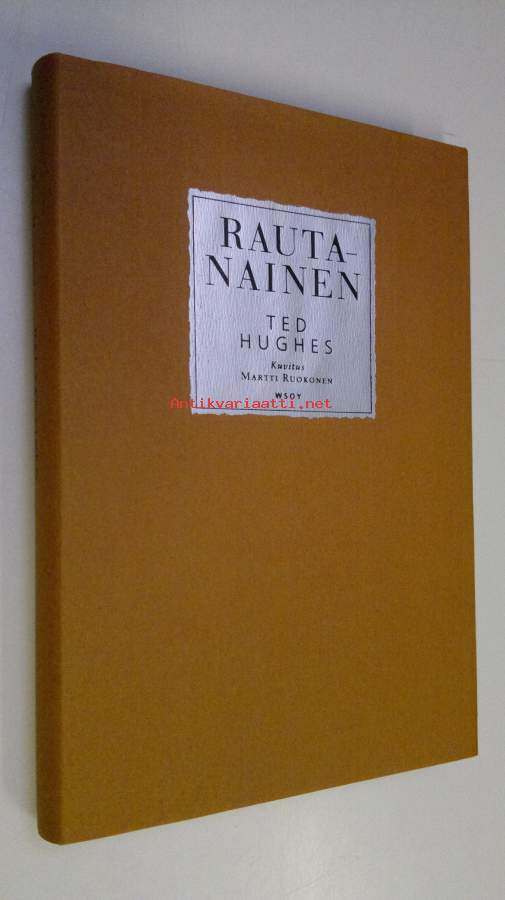 RAUTA-
NAINEN
TED
HUGHES
Kuvitus
MARTTI RUOKONEN
WSOY
Antikvariaatti.net